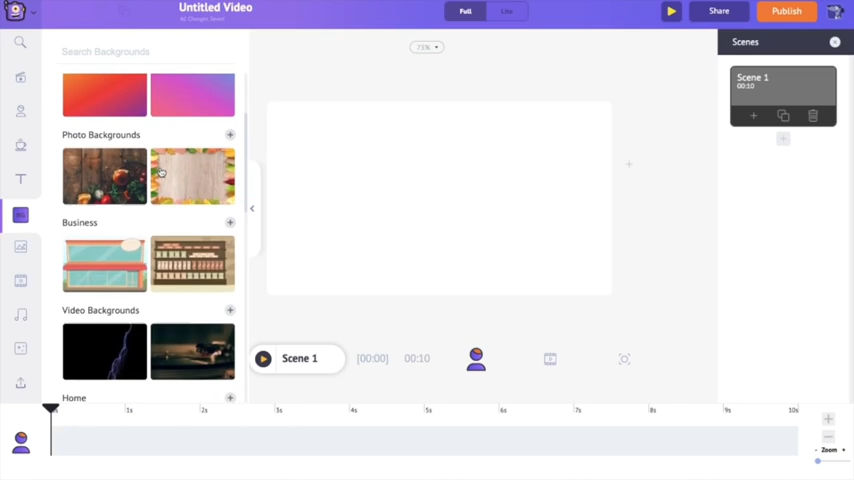 Untitled Video
All Changes Saved
Full
Lite
Share
Publish
Search Backgrounds
73%
Scenes
Scene 1
00:10
Photo Backgrounds
T
BG
Business
Video Backgrounds
Scene 1
[00:00]
00:10
Home
1s
2s
3s
4s
5s
6s
7s
8s
9s
10s
- Zoom +